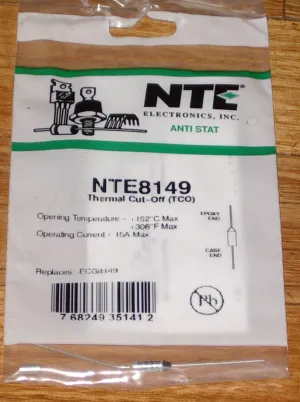 NTE
ELECTRONICS, INC.
ANTI STAT
NTE8149
Thermal Cut-Off (TCO)
Opening Temperature - +152°C Max
+306°F Max
Operating Current - 15A Max
EPOXY
END
CASE
END
Replaces: ECG8149
Pb
7 68249 35141 2